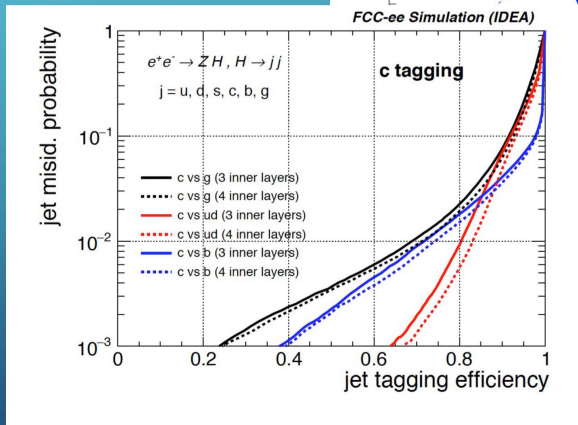 FCC-ee Simulation (IDEA)
e⁺e⁻ → Z H , H → j j
j = u, d, s, c, b, g
c tagging
jet misid. probability
1
10⁻¹
10⁻²
10⁻³
c vs g (3 inner layers)
c vs g (4 inner layers)
c vs ud (3 inner layers)
c vs ud (4 inner layers)
c vs b (3 inner layers)
c vs b (4 inner layers)
0 0.2 0.4 0.6 0.8 1
jet tagging efficiency